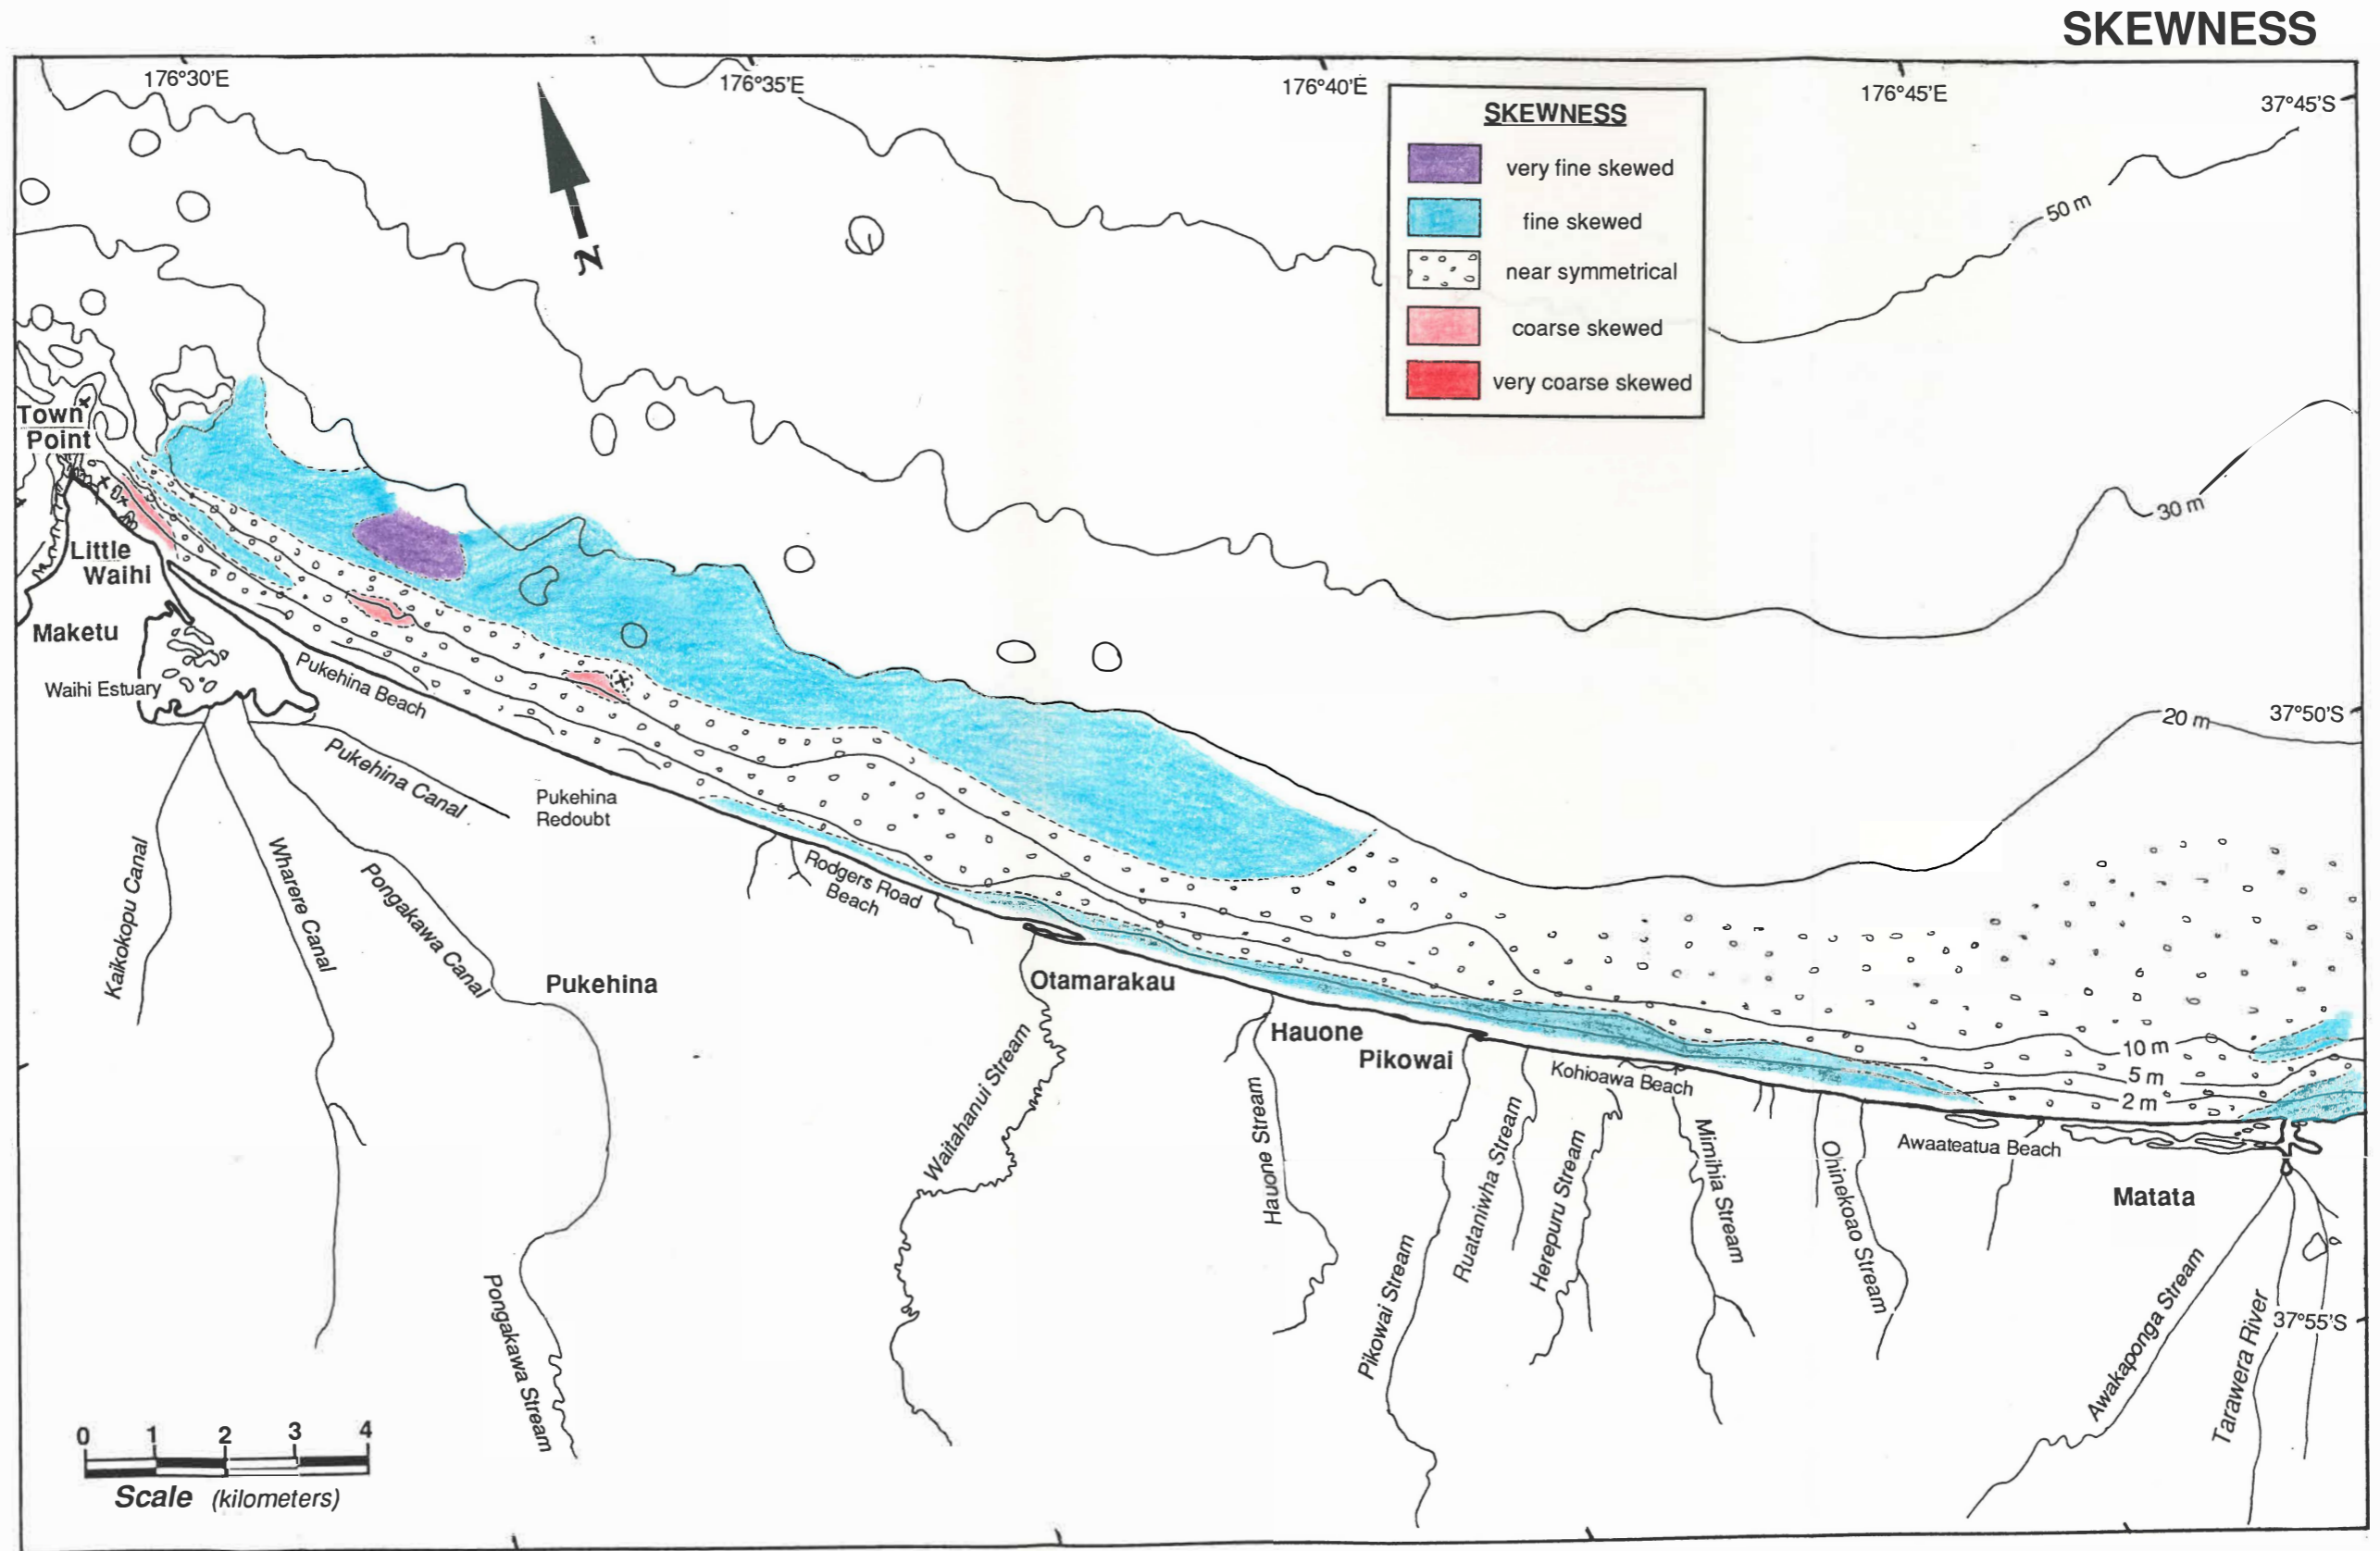 SKEWNESS
176°30'E
176°35'E
176°40'E
176°45'E
37°45'S
SKEWNESS
very fine skewed
fine skewed
near symmetrical
coarse skewed
very coarse skewed
N
50 m
30 m
20 m
37°50'S
Town
Point
Little
Waihi
Maketu
Waihi Estuary
Pukehina Beach
Pukehina Canal
Pukehina
Redoubt
Rodgers Road
Beach
Kaikokopu Canal
Wharere Canal
Pongakawa Canal
Pukehina
Otamarakau
Hauone
Pikowai
Kohioawa Beach
10 m
5 m
2 m
Awaateatua Beach
Matata
Waitahanui Stream
Hauone Stream
Pikowai Stream
Ruataniwha Stream
Herepuru Stream
Mimihia Stream
Ohinekoao Stream
Awakaponga Stream
Tarawera River
37°55'S
Pongakawa Stream
0 1 2 3 4
Scale (kilometers)